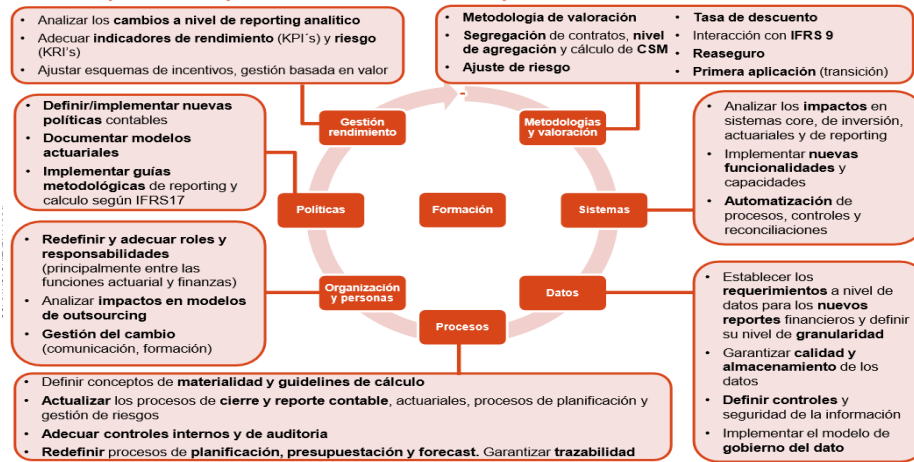 • Analizar los cambios a nivel de reporting analítico
• Adecuar indicadores de rendimiento (KPI´s) y riesgo
(KRI's)
• Ajustar esquemas de incentivos, gestión basada en valor
• Metodología de valoración
• Segregación de contratos, nivel
de agregación y cálculo de CSM
• Ajuste de riesgo
• Tasa de descuento
• Interacción con IFRS 9
• Reaseguro
• Primera aplicación (transición)
Gestión
rendimiento
Metodologías
y valoración
• Definir/implementar nuevas
políticas contables
• Documentar modelos
actuariales
• Implementar guías
metodológicas de reporting y
calculo según IFRS17
Políticas
Formación
Sistemas
• Analizar los impactos en
sistemas core, de inversión,
actuariales y de reporting
• Implementar nuevas
funcionalidades y
capacidades
• Automatización de
procesos, controles y
reconciliaciones
• Redefinir y adecuar roles y
responsabilidades
(principalmente entre las
funciones actuarial y finanzas)
• Analizar impactos en modelos
de outsourcing
• Gestión del cambio
(comunicación, formación)
Organización
y personas
Datos
Procesos
• Establecer los
requerimientos a nivel de
datos para los nuevos
reportes financieros y definir
su nivel de granularidad
• Garantizar calidad y
almacenamiento de los
datos
• Definir controles y
seguridad de la información
• Implementar el modelo de
gobierno del dato
• Definir conceptos de materialidad y guidelines de cálculo
• Actualizar los procesos de cierre y reporte contable, actuariales, procesos de planificación y
gestión de riesgos
• Adecuar controles internos y de auditoria
• Redefinir procesos de planificación, presupuestación y forecast. Garantizar trazabilidad